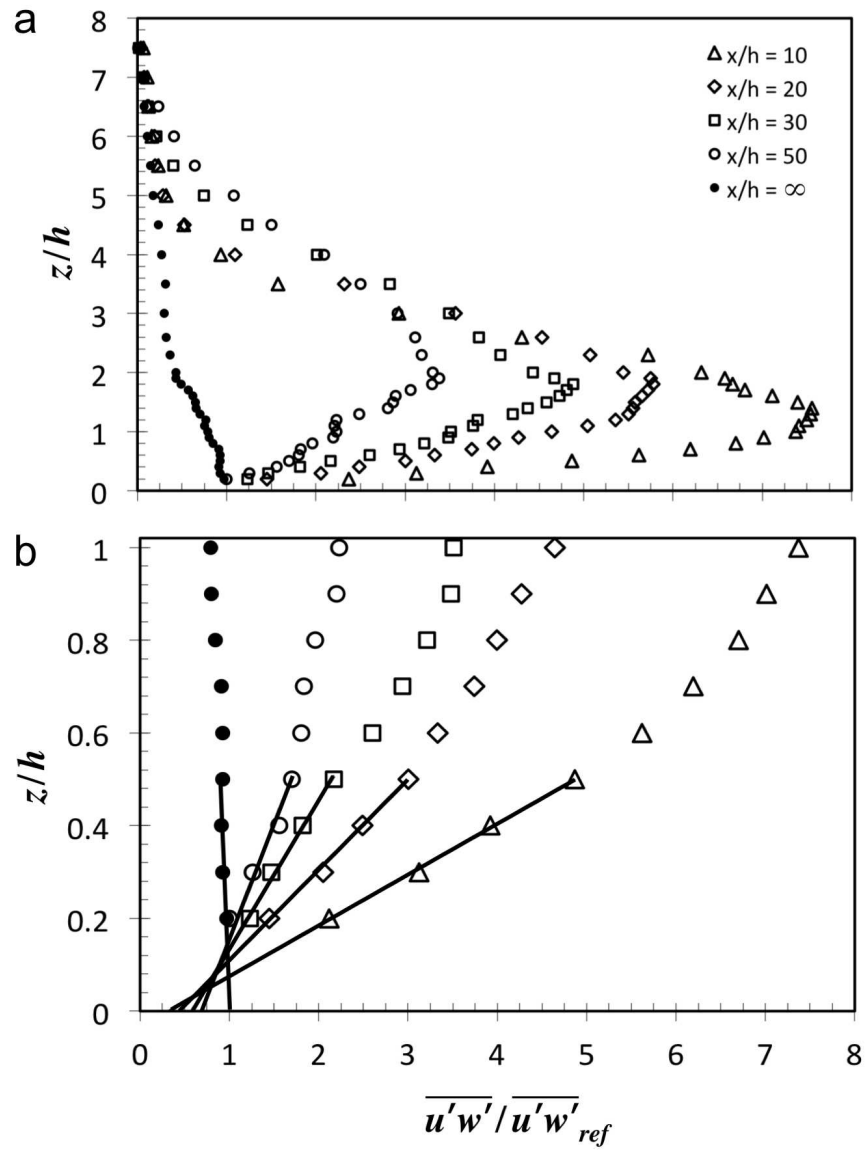 a
8
7
6
5
4
3
2
1
0
z/h
x/h = 10
x/h = 20
x/h = 30
x/h = 50
x/h = ∞
b
1
0.8
0.6
0.4
0.2
0
z/h
0 1 2 3 4 5 6 7 8
u'w'/u'w'ref